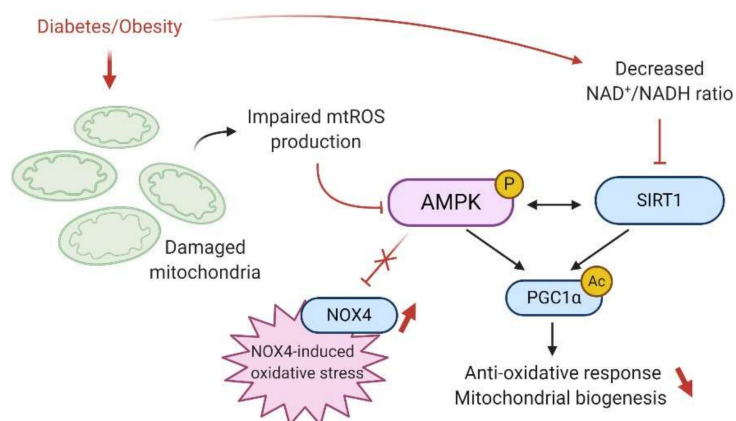 Diabetes/Obesity
Decreased
NAD⁺/NADH ratio
Impaired mtROS
production
P
AMPK
SIRT1
Damaged
mitochondria
Ac
PGC1α
NOX4
NOX4-induced
oxidative stress
Anti-oxidative response
Mitochondrial biogenesis